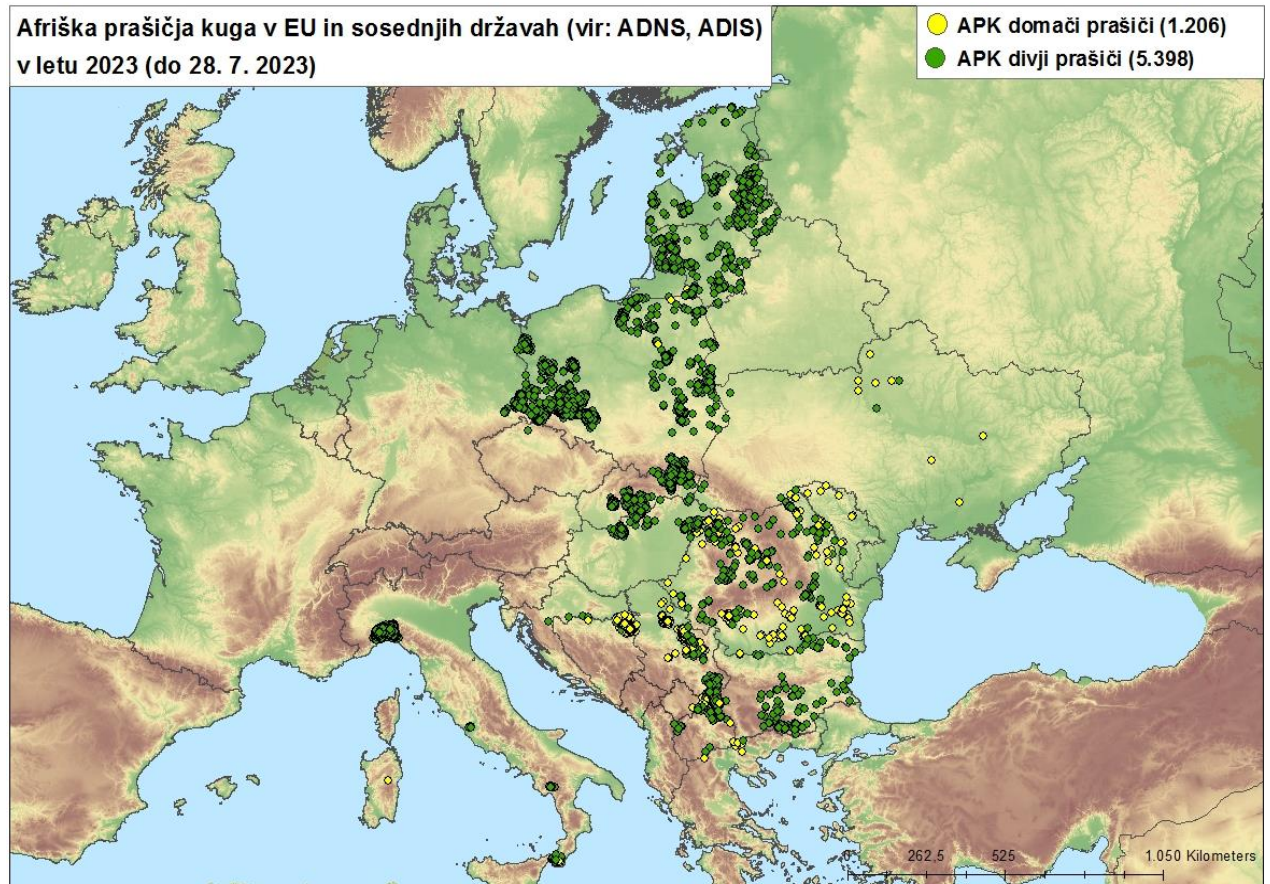 Afriška prašičja kuga v EU in sosednjih državah (vir: ADNS, ADIS)
v letu 2023 (do 28. 7. 2023)
APK domači prašiči (1.206)
APK divji prašiči (5.398)
0 262,5 525 1.050 Kilometers